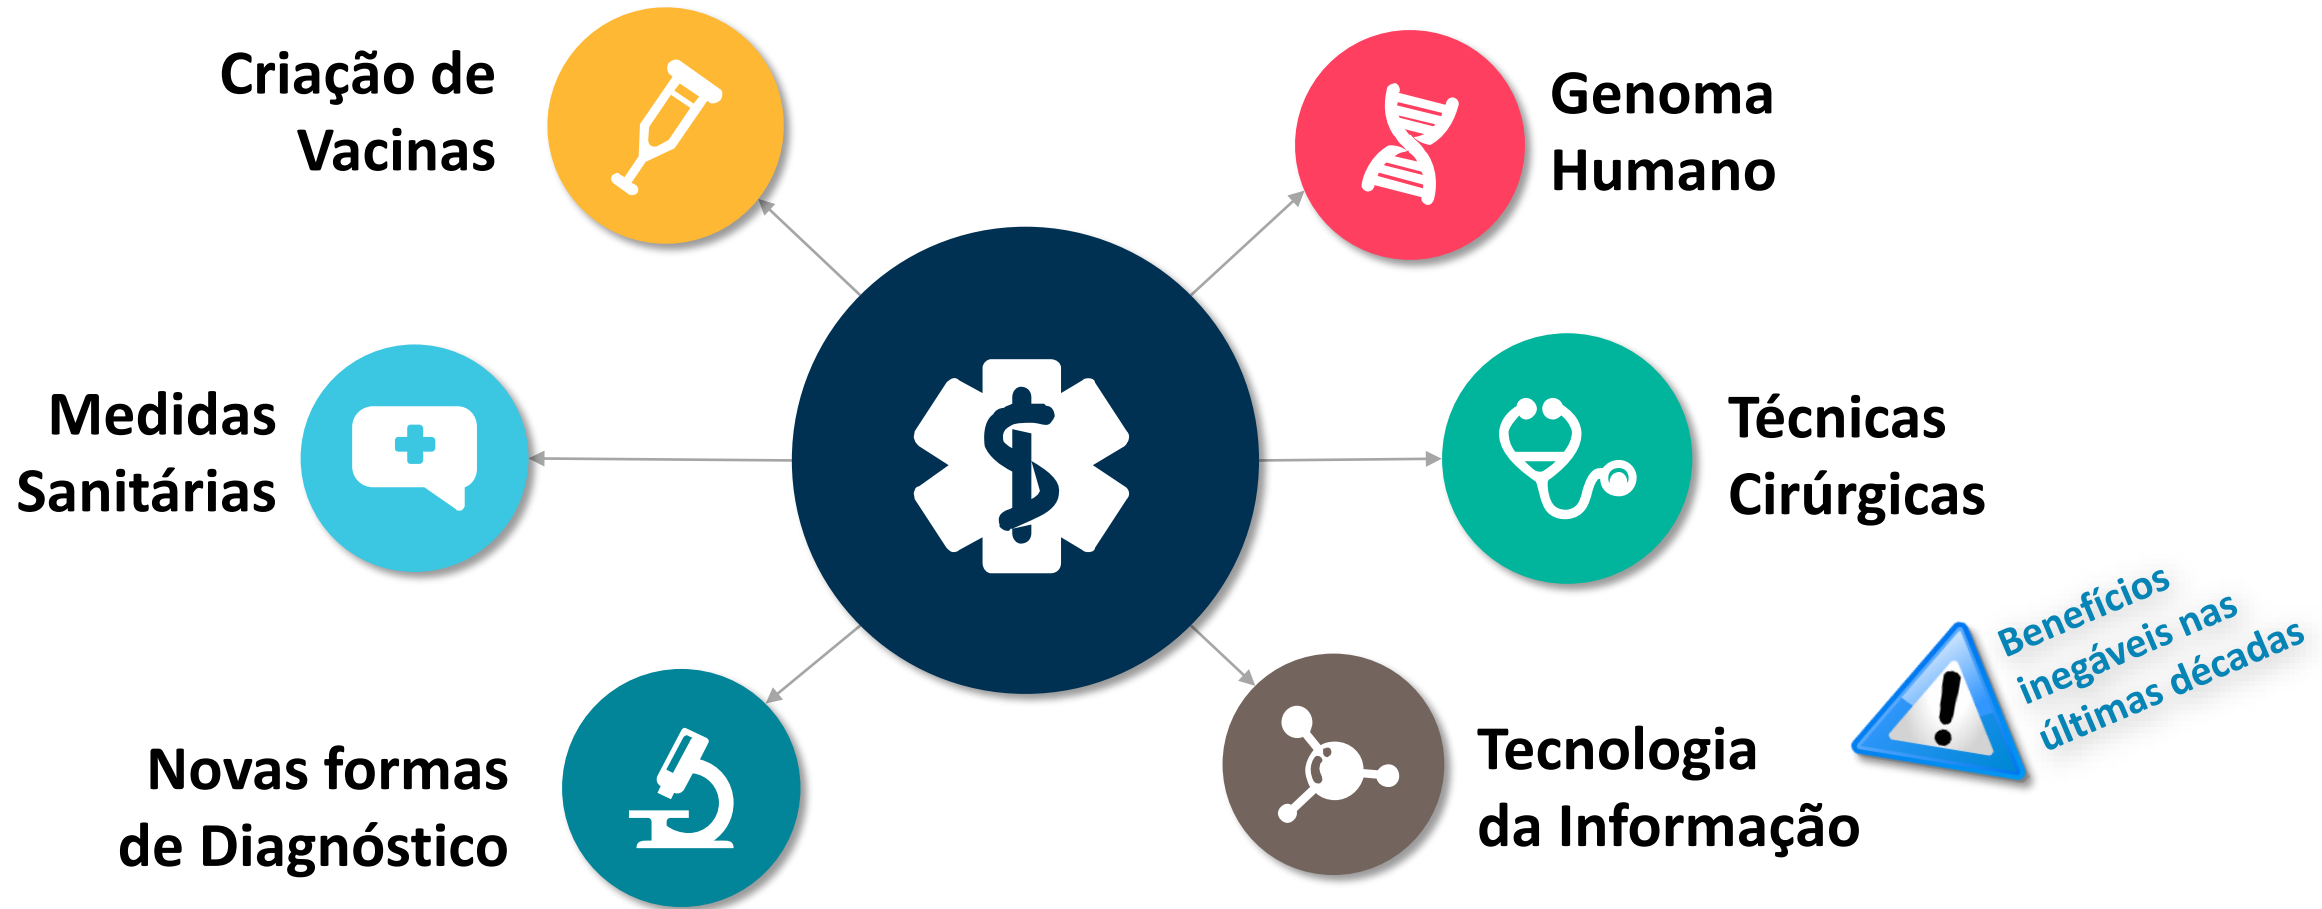 Criação de
Vacinas
Genoma
Humano
Medidas
Sanitárias
Técnicas
Cirúrgicas
Novas formas
de Diagnóstico
Tecnologia
da Informação
Benefícios
inegáveis nas
últimas décadas